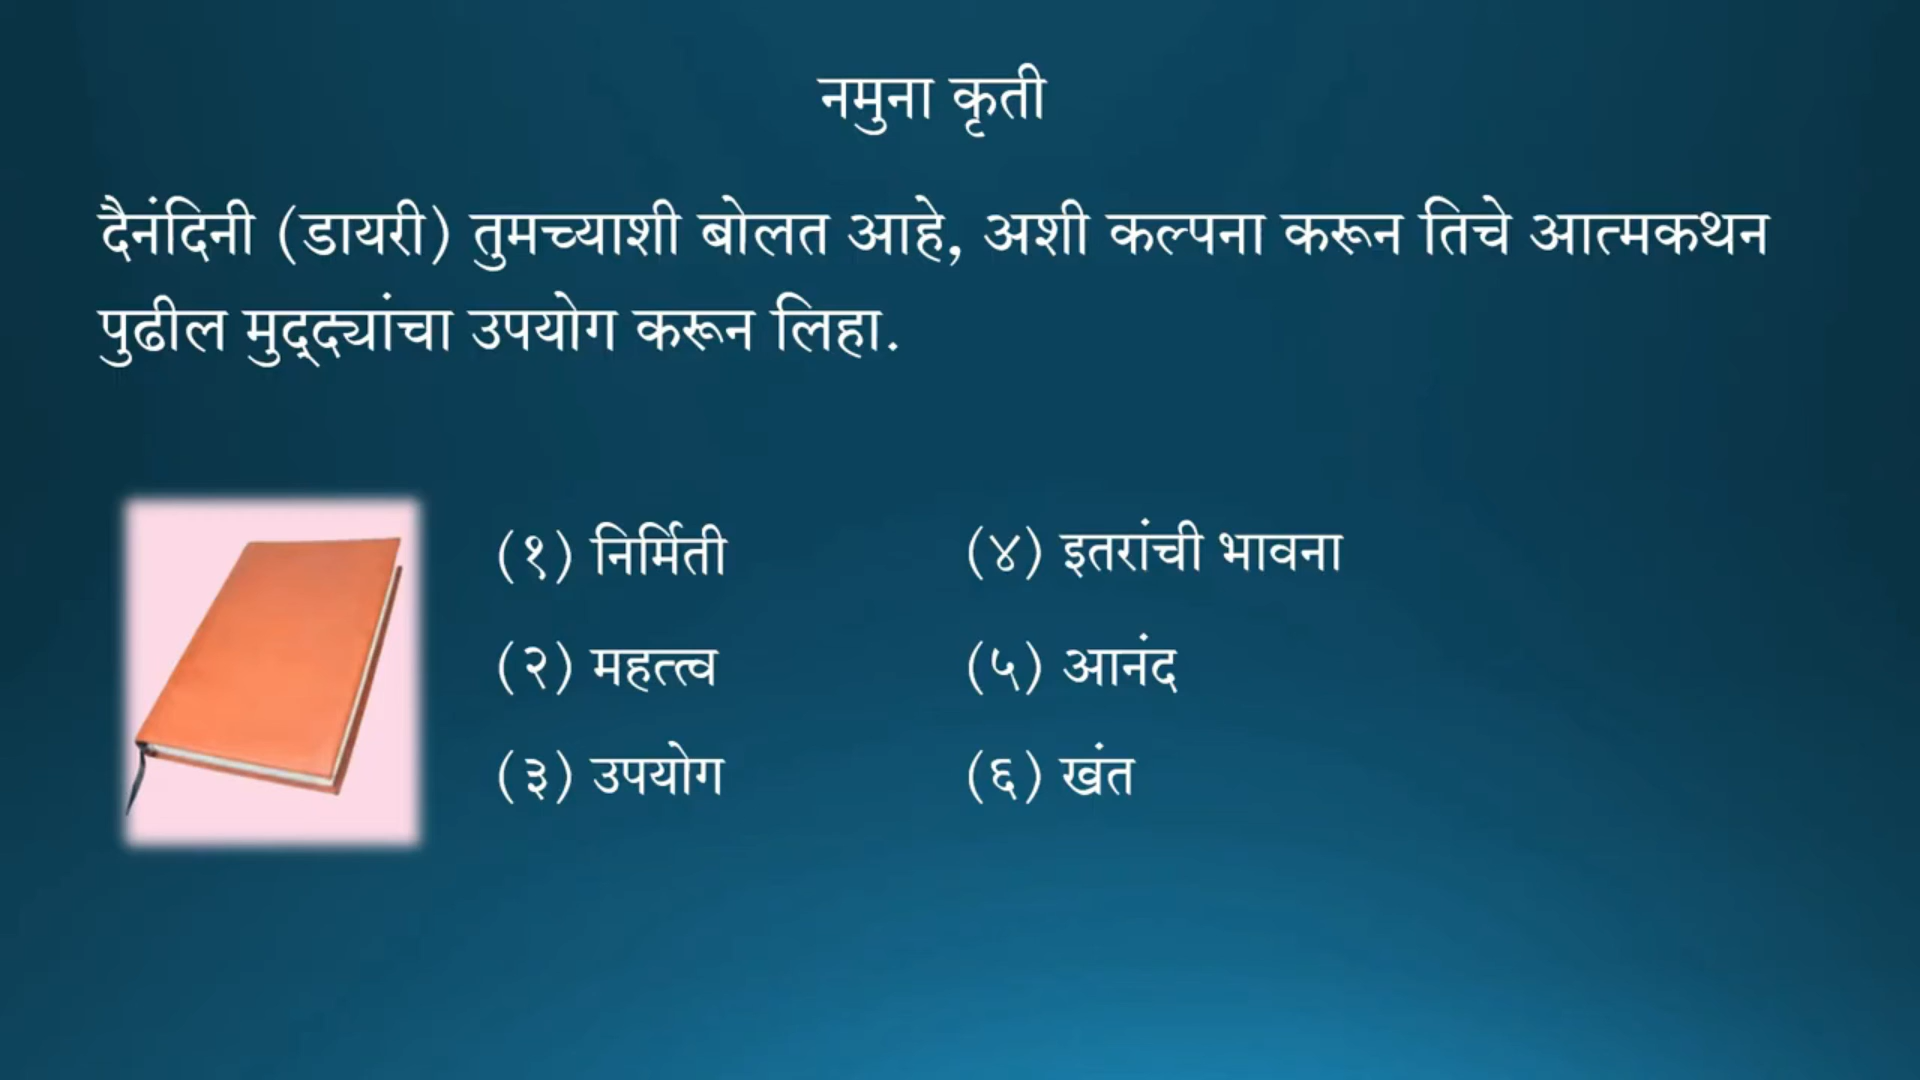 नमुना कृती
दैनंदिनी (डायरी) तुमच्याशी बोलत आहे, अशी कल्पना करून तिचे आत्मकथन
पुढील मुद्द्यांचा उपयोग करून लिहा.
(१) निर्मिती
(२) महत्त्व
(३) उपयोग
(४) इतरांची भावना
(५) आनंद
(६) खंत